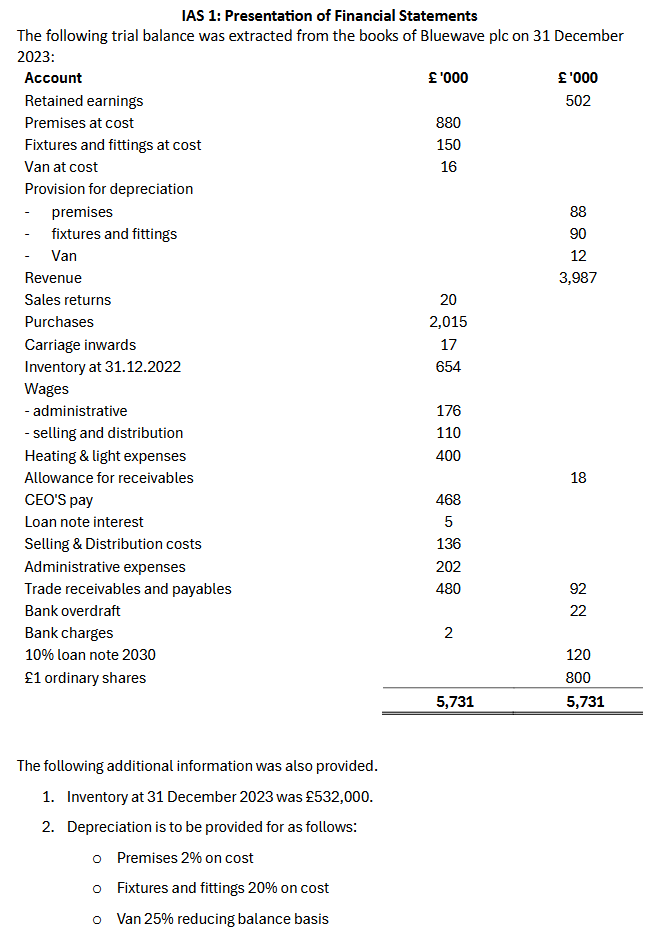 IAS 1: Presentation of Financial Statements
The following trial balance was extracted from the books of Bluewave plc on 31 December
2023:
Account £'000 £'000
Retained earnings 502
Premises at cost 880
Fixtures and fittings at cost 150
Van at cost 16
Provision for depreciation
- premises 88
- fixtures and fittings 90
- Van 12
Revenue 3,987
Sales returns 20
Purchases 2,015
Carriage inwards 17
Inventory at 31.12.2022 654
Wages
- administrative 176
- selling and distribution 110
Heating & light expenses 400
Allowance for receivables 18
CEO'S pay 468
Loan note interest 5
Selling & Distribution costs 136
Administrative expenses 202
Trade receivables and payables 480 92
Bank overdraft 22
Bank charges 2
10% loan note 2030 120
£1 ordinary shares 800
5,731 5,731
The following additional information was also provided.
1. Inventory at 31 December 2023 was £532,000.
2. Depreciation is to be provided for as follows:
o Premises 2% on cost
o Fixtures and fittings 20% on cost
o Van 25% reducing balance basis